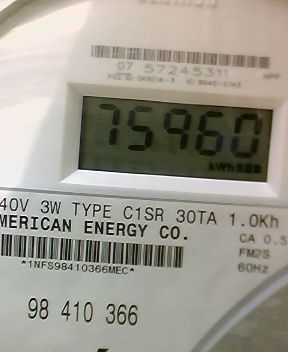 07 57245311
75960
kWh
40V 3W TYPE C1SR 30TA 1.0Kh
MERICAN ENERGY CO.
CA 0.5
FM2S
*1NFS98410366MEC*
60Hz
98 410 366